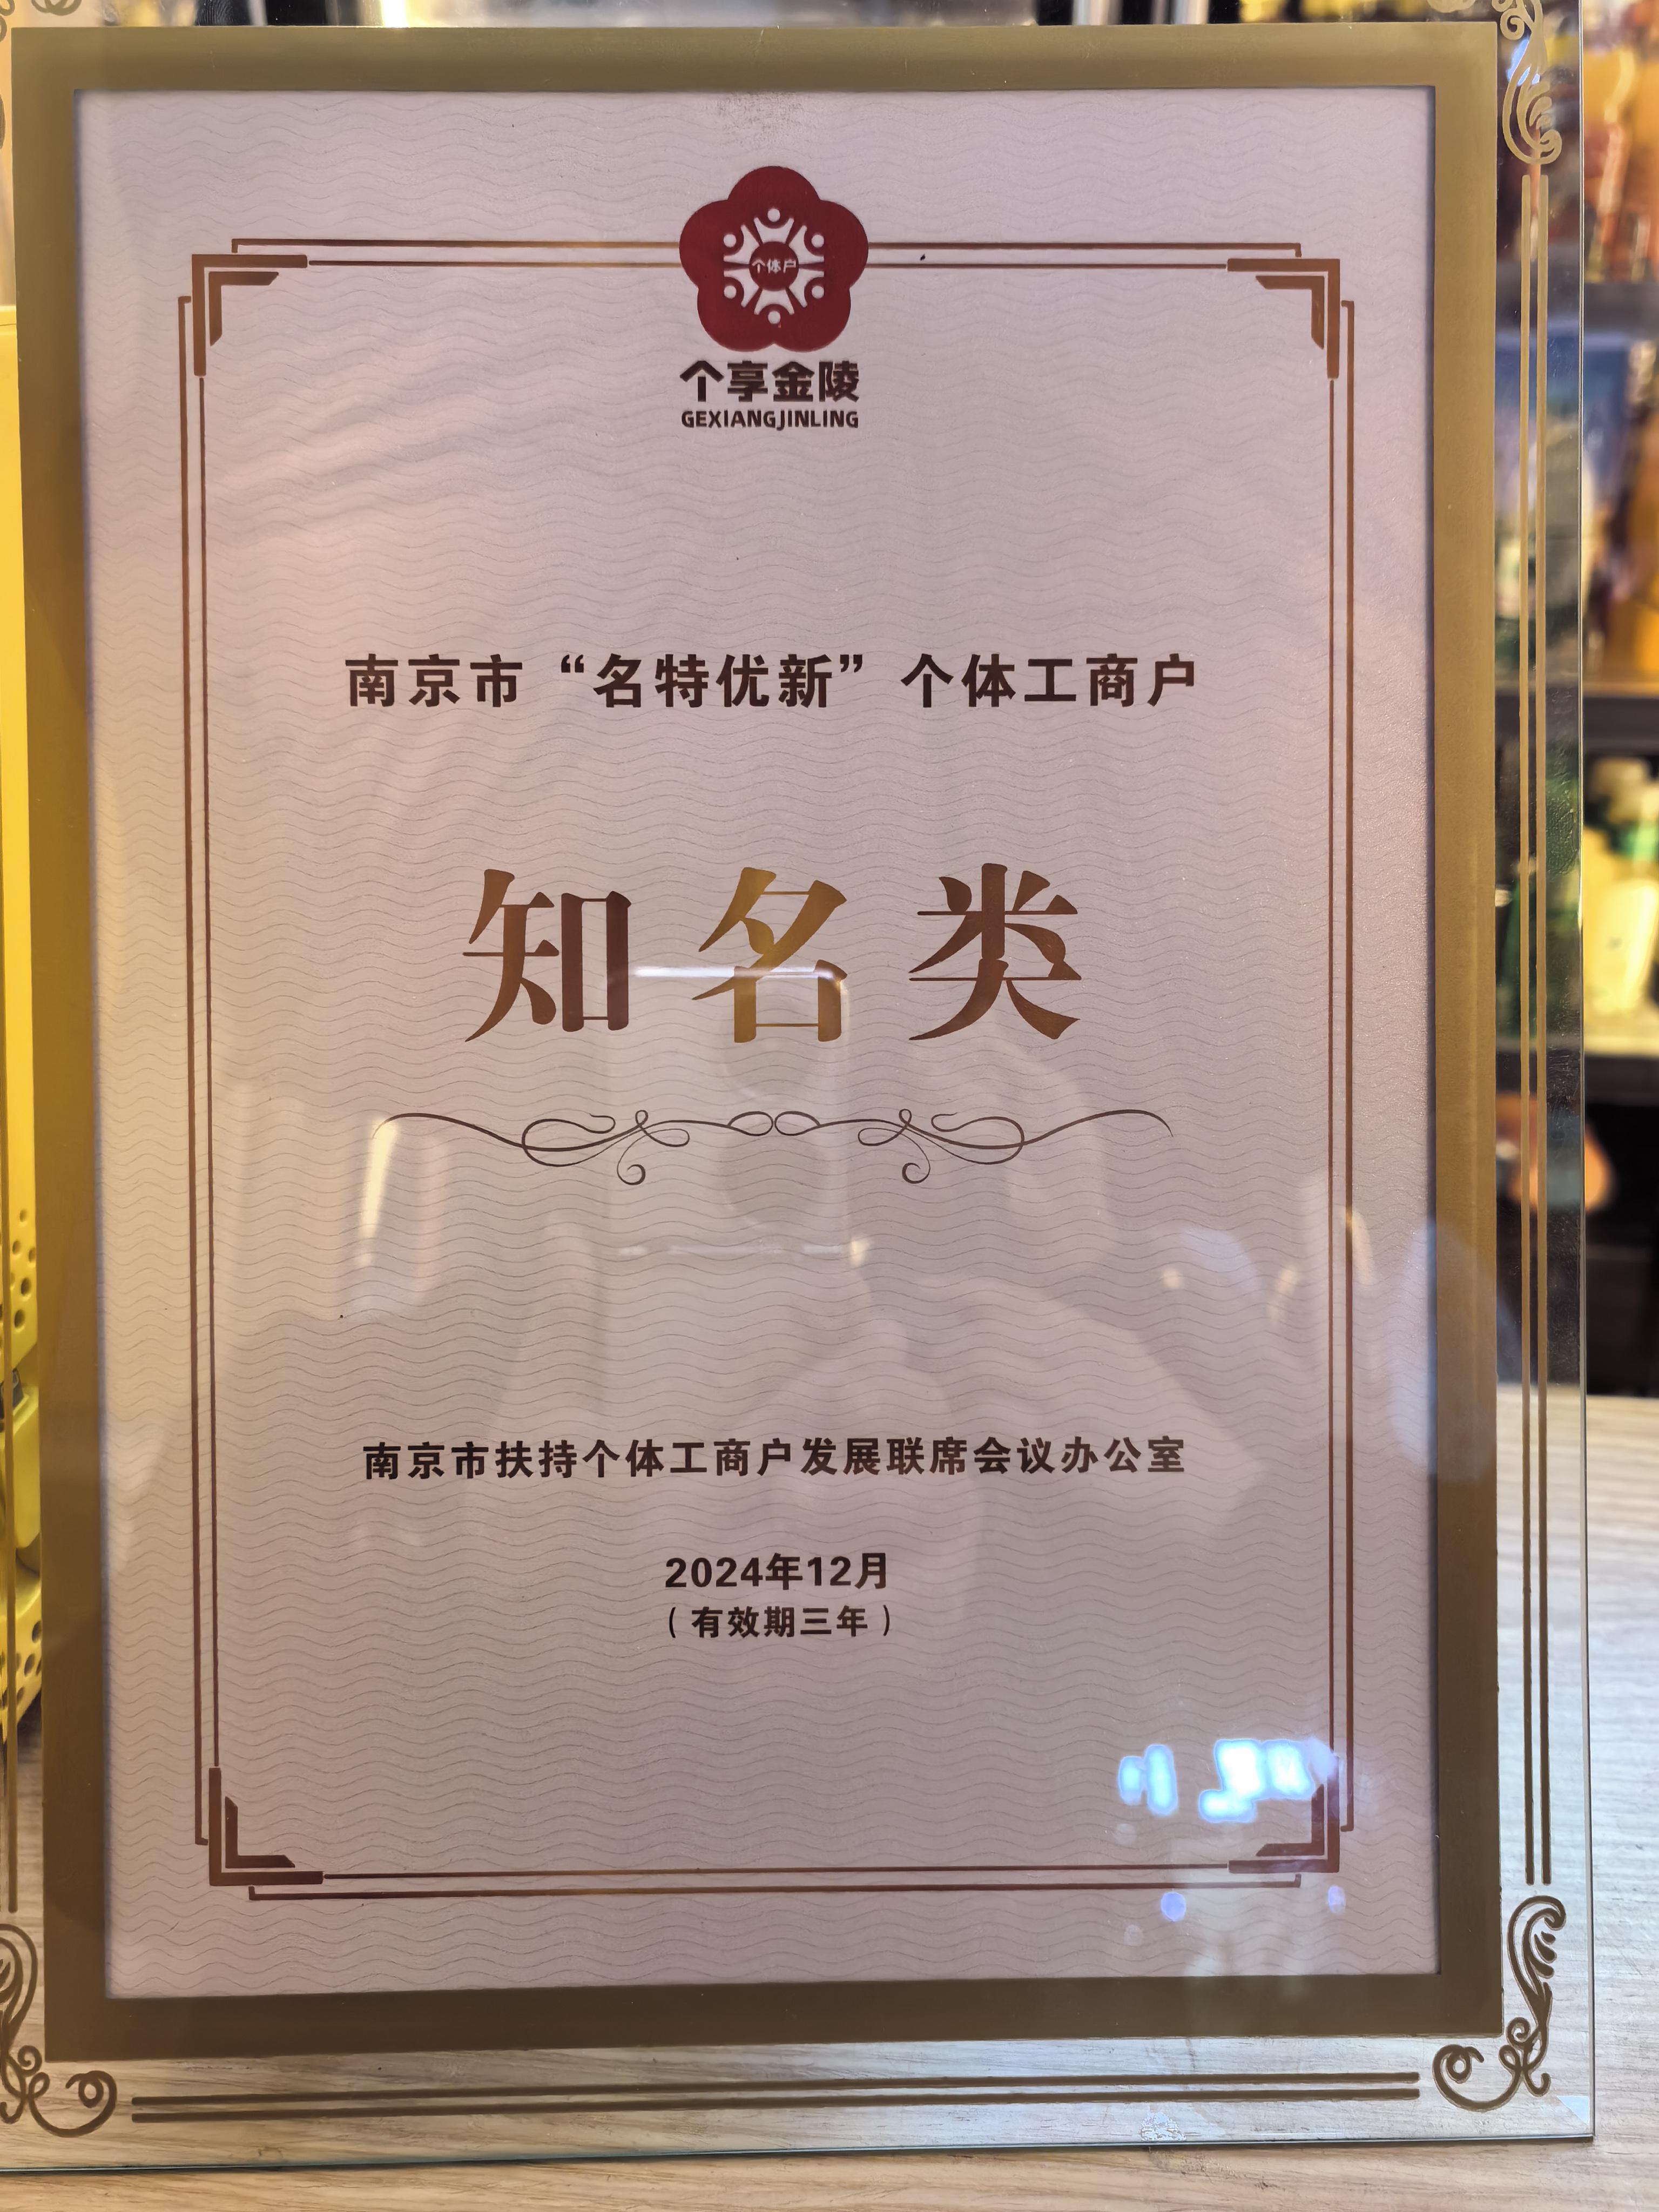 个体户
个享金陵
GEXIANGJINLING
南京市“名特优新”个体工商户
知名类
南京市扶持个体工商户发展联席会议办公室
2024年12月
（有效期三年）